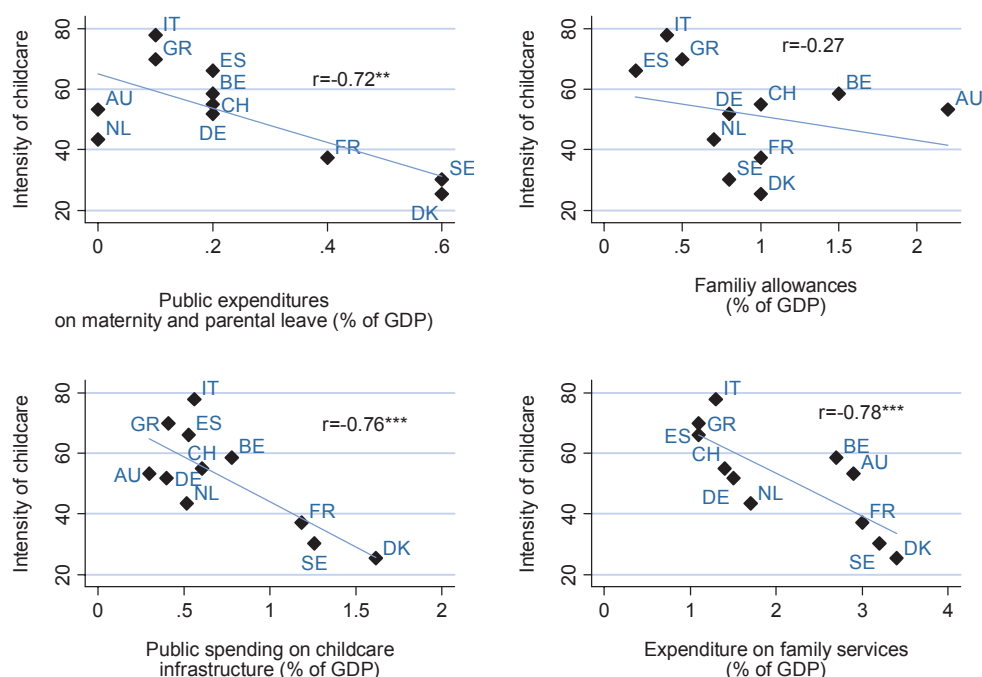 Intensity of childcare
80
60
40
20
IT
GR
ES
BE
r=-0.72**
AU
CH
NL
DE
FR
SE
DK
0
.2
.4
.6
Public expenditures
on maternity and parental leave (% of GDP)
Intensity of childcare
80
60
40
20
IT
r=-0.27
ES
GR
DE
CH
BE
AU
NL
FR
SE
DK
0
.5
1
1.5
2
Familiy allowances
(% of GDP)
Intensity of childcare
80
60
40
20
IT
GR
ES
r=-0.76***
CH
BE
AU
DE
NL
FR
SE
DK
0
.5
1
1.5
2
Public spending on childcare
infrastructure (% of GDP)
Intensity of childcare
80
60
40
20
IT
r=-0.78***
GR
ES
CH
BE
AU
DE
NL
FR
SE
DK
0
1
2
3
4
Expenditure on family services
(% of GDP)